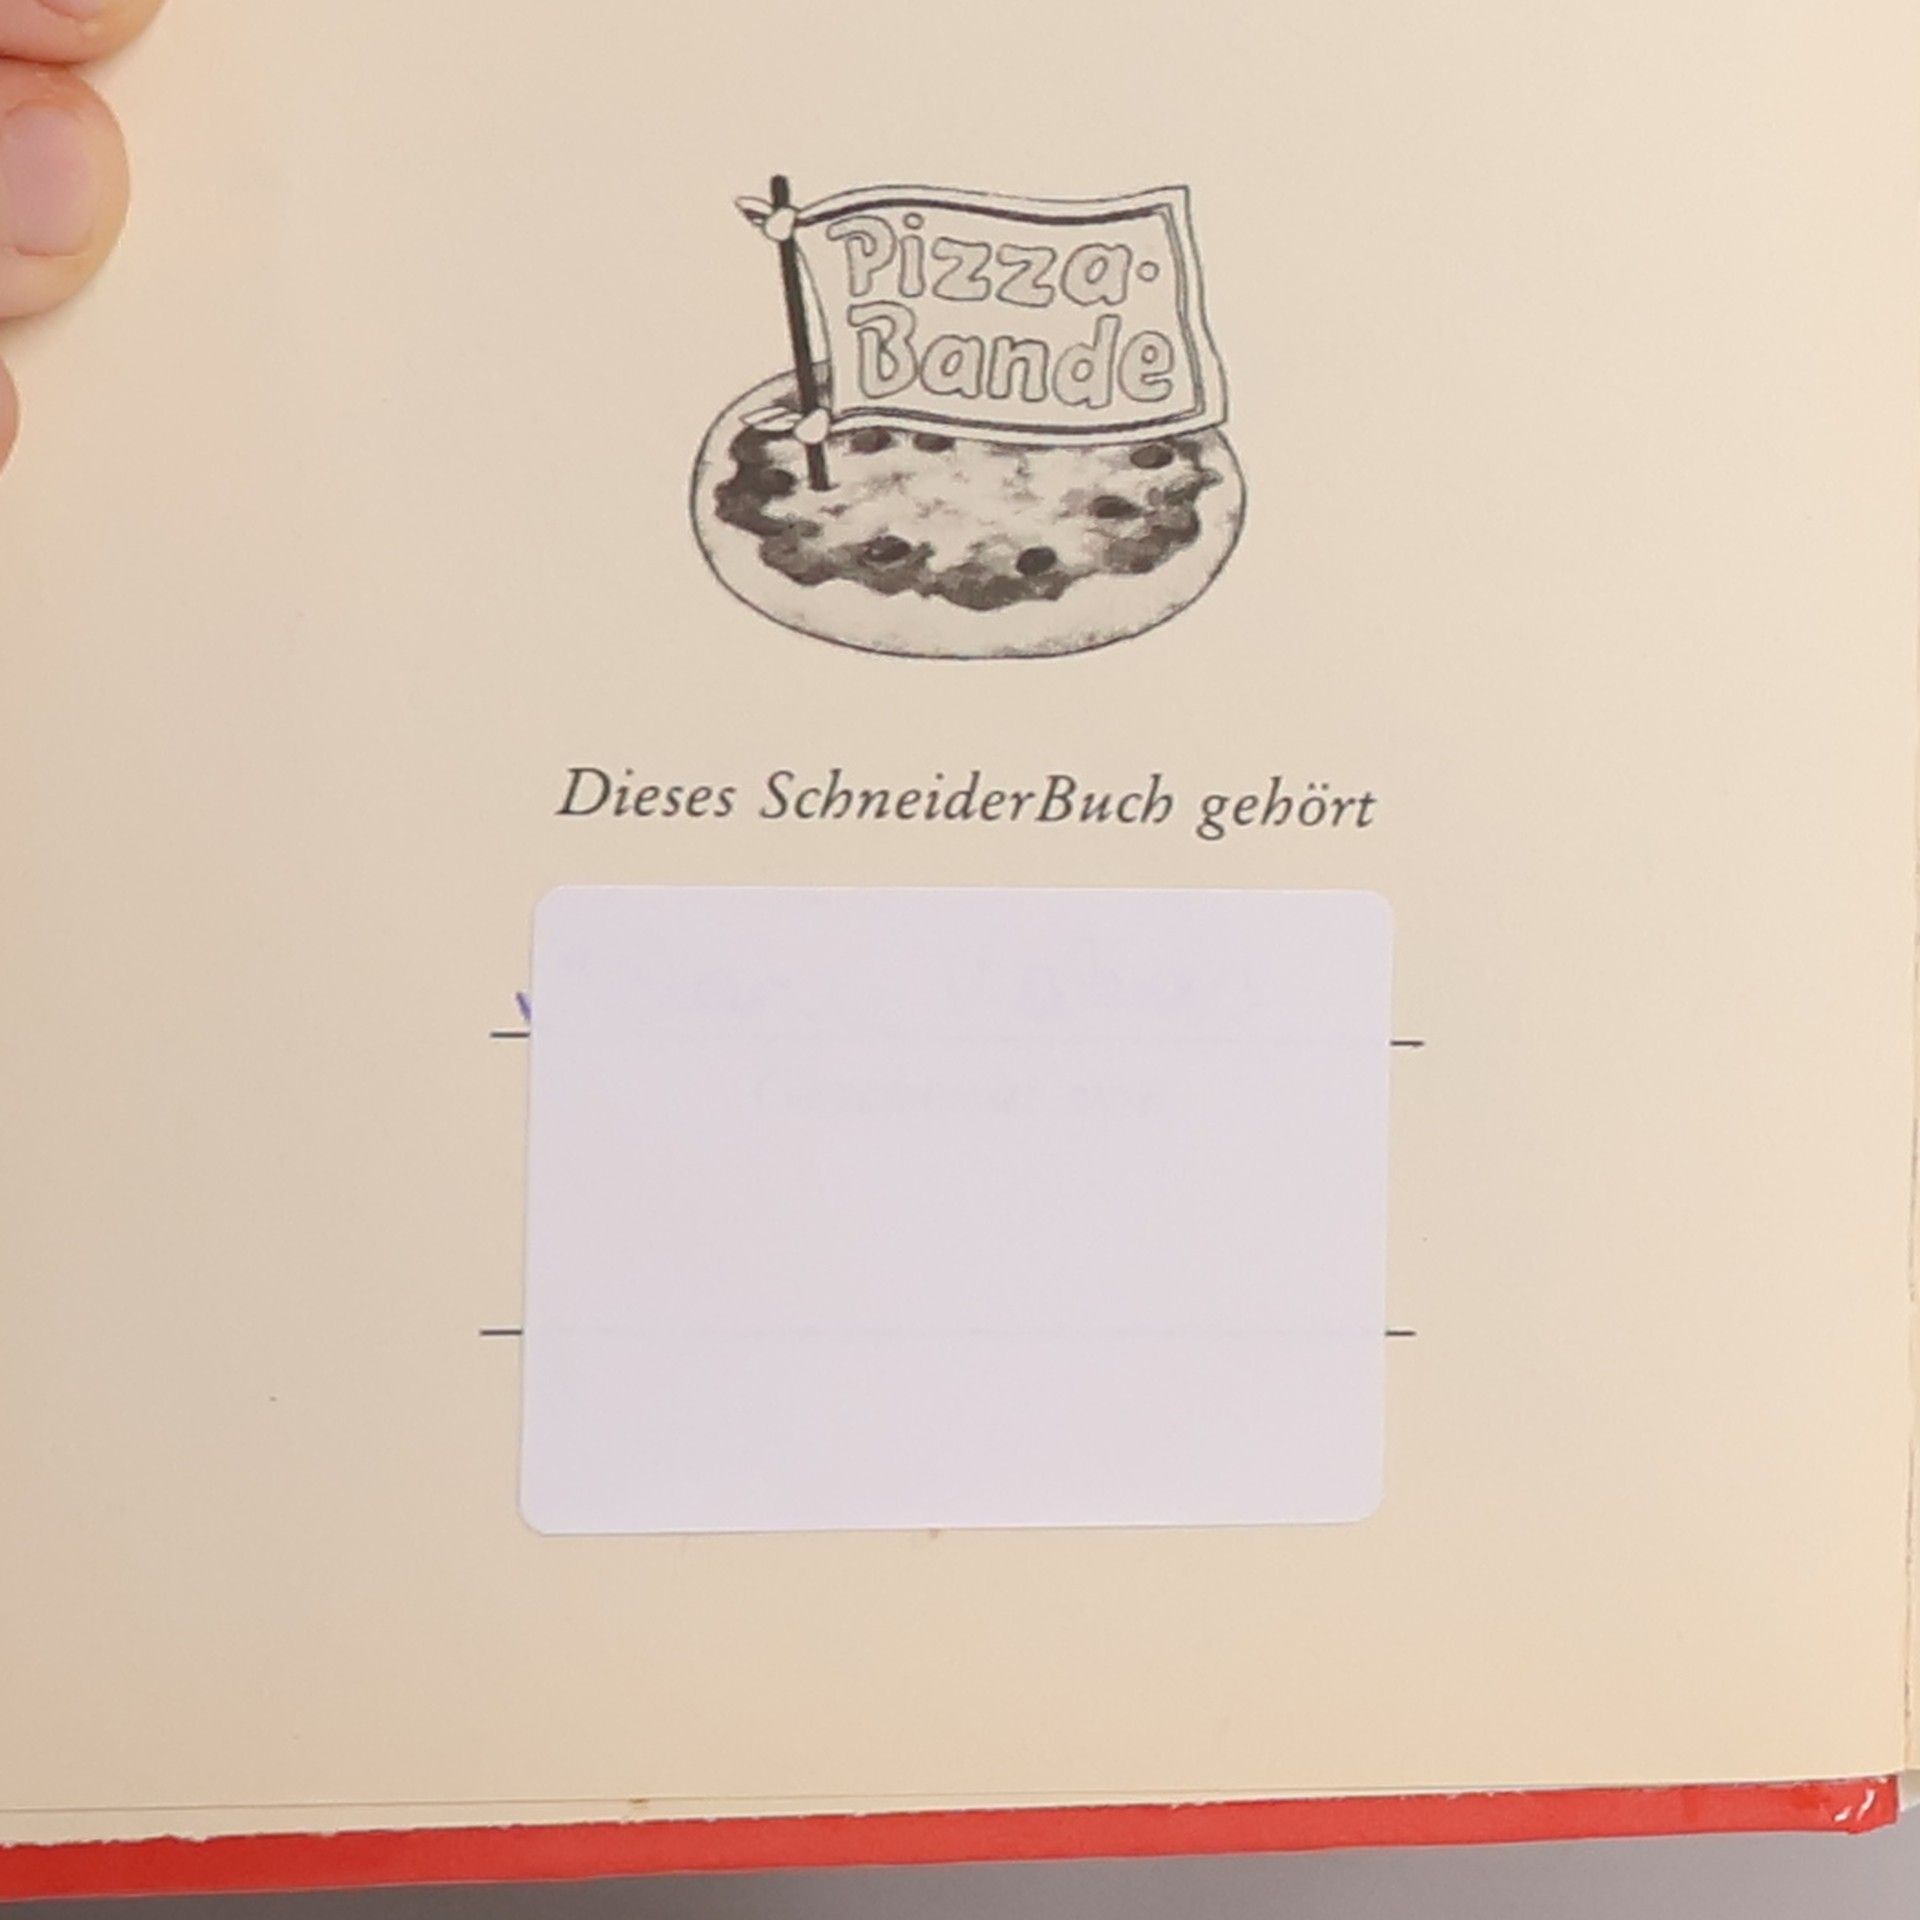 Pizza-
Bande
Dieses SchneiderBuch gehört